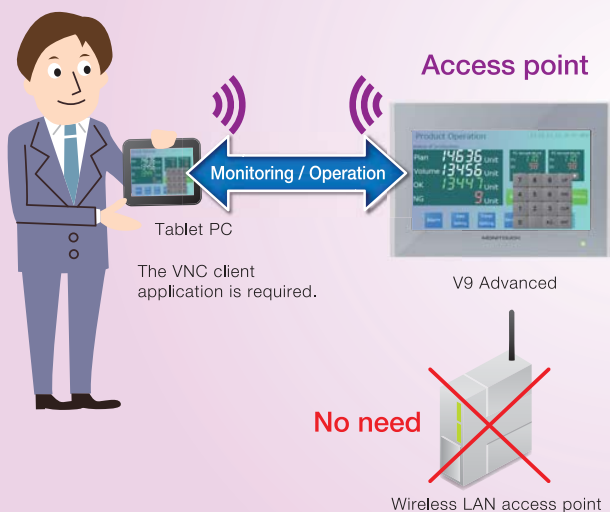 Access point
Product Operation
Plan 14636 Unit
Volume 13456 Unit
OK 13447 Unit
NG 9 Unit
MONITOUCH
Monitoring / Operation
Tablet PC
The VNC client
application is required.
V9 Advanced
No need
Wireless LAN access point